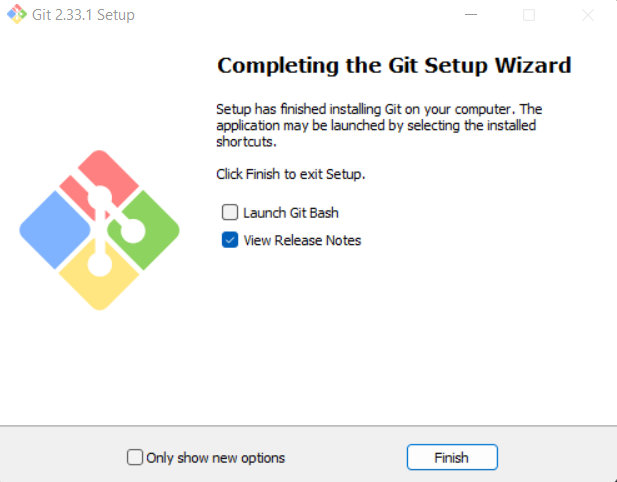 Git 2.33.1 Setup
Completing the Git Setup Wizard
Setup has finished installing Git on your computer. The
application may be launched by selecting the installed
shortcuts.
Click Finish to exit Setup.
Launch Git Bash
View Release Notes
Only show new options
Finish